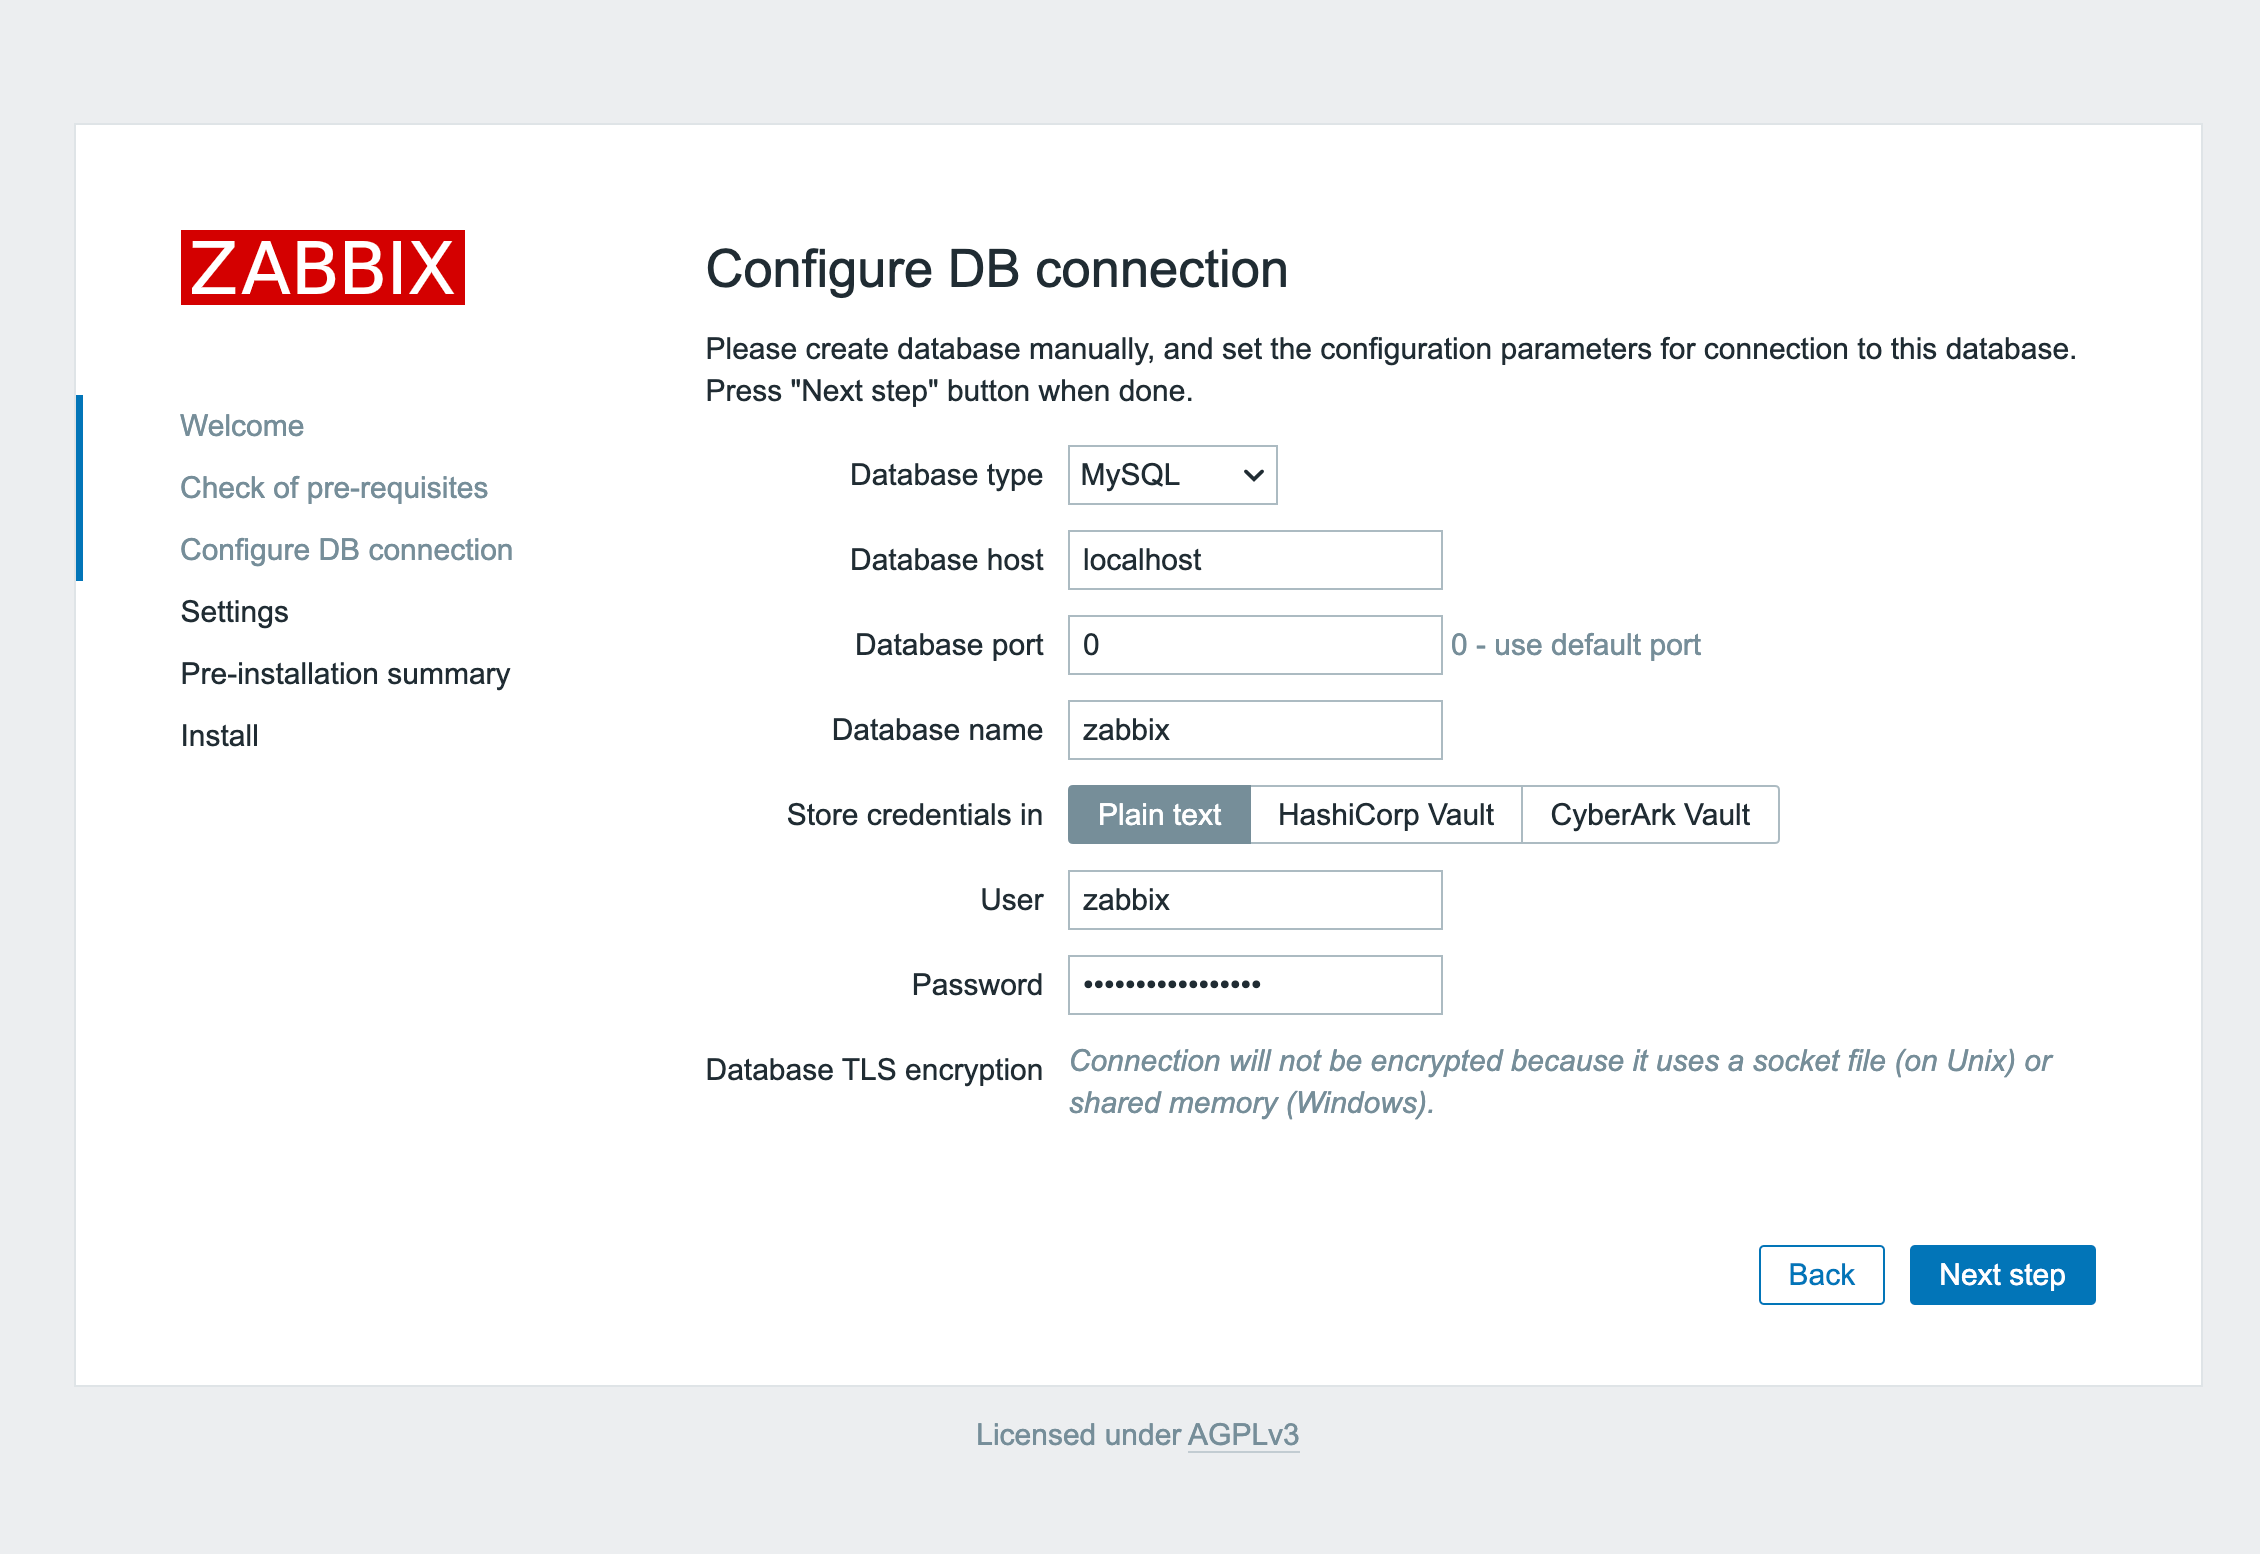 ZABBIX
Welcome
Check of pre-requisites
Configure DB connection
Settings
Pre-installation summary
Install
Configure DB connection
Please create database manually, and set the configuration parameters for connection to this database.
Press "Next step" button when done.
Database type MySQL
Database host localhost
Database port 0 0 - use default port
Database name zabbix
Store credentials in Plain text HashiCorp Vault CyberArk Vault
User zabbix
Password •••••••••••••••••
Database TLS encryption Connection will not be encrypted because it uses a socket file (on Unix) or
shared memory (Windows).
Back Next step
Licensed under AGPLv3